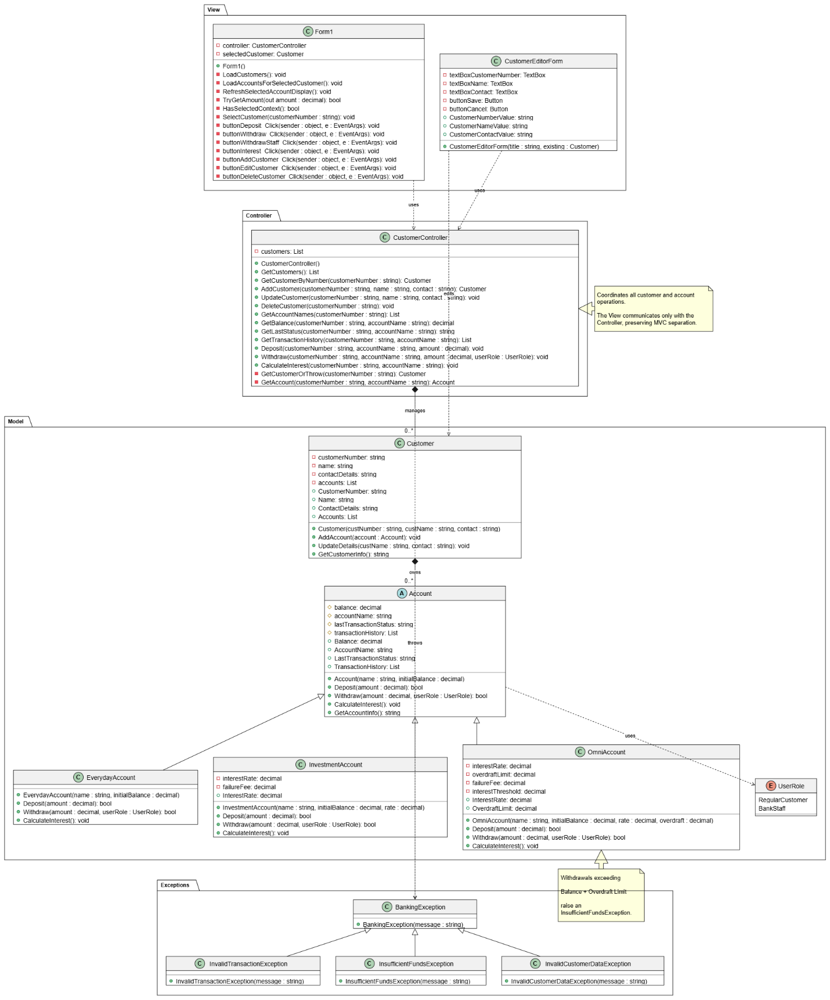 View
Form1
controller: CustomerController
selectedCustomer: Customer
Form1()
LoadCustomers(): void
LoadAccountsForSelectedCustomer(): void
RefreshSelectedAccountDisplay(): void
TryGetAmount(out amount : decimal): bool
HasSelectedContext(): bool
SelectCustomer(customerNumber : string): void
buttonDeposit_Click(sender : object, e : EventArgs): void
buttonWithdraw_Click(sender : object, e : EventArgs): void
buttonWithdrawStaff_Click(sender : object, e : EventArgs): void
buttonInterest_Click(sender : object, e : EventArgs): void
buttonAddCustomer_Click(sender : object, e : EventArgs): void
buttonEditCustomer_Click(sender : object, e : EventArgs): void
buttonDeleteCustomer_Click(sender : object, e : EventArgs): void
CustomerEditorForm
textBoxCustomerNumber: TextBox
textBoxName: TextBox
textBoxContact: TextBox
buttonSave: Button
buttonCancel: Button
CustomerNumberValue: string
CustomerNameValue: string
CustomerContactValue: string
CustomerEditorForm(title : string, existing : Customer)
uses
uses
Controller
CustomerController
customers: List
CustomerController()
GetCustomers(): List
GetCustomerByNumber(customerNumber : string): Customer
AddCustomer(customerNumber : string, name : string, contact : string): Customer
UpdateCustomer(customerNumber : string, name : string, contact : string): void
DeleteCustomer(customerNumber : string): void
GetAccountNames(customerNumber : string): List
GetBalance(customerNumber : string, accountName : string): decimal
GetLastStatus(customerNumber : string, accountName : string): string
GetTransactionHistory(customerNumber : string, accountName : string): List
Deposit(customerNumber : string, accountName : string, amount : decimal): void
Withdraw(customerNumber : string, accountName : string, amount : decimal, userRole : UserRole): void
CalculateInterest(customerNumber : string, accountName : string): void
GetCustomerOrThrow(customerNumber : string): Customer
GetAccount(customerNumber : string, accountName : string): Account
edits
Coordinates all customer and account
operations.
The View communicates only with the
Controller, preserving MVC separation.
manages
0..*
Model
Customer
customerNumber: string
name: string
contactDetails: string
accounts: List
CustomerNumber: string
Name: string
ContactDetails: string
Accounts: List
Customer(custNumber : string, custName : string, contact : string)
AddAccount(account : Account): void
UpdateDetails(custName : string, contact : string): void
GetCustomerInfo(): string
owns
0..*
Account
balance: decimal
accountName: string
lastTransactionStatus: string
transactionHistory: List
Balance: decimal
AccountName: string
LastTransactionStatus: string
TransactionHistory: List
Account(name : string, initialBalance : decimal)
Deposit(amount : decimal): bool
Withdraw(amount : decimal, userRole : UserRole): bool
CalculateInterest(): void
GetAccountInfo(): string
throws
uses
EverydayAccount
EverydayAccount(name : string, initialBalance : decimal)
Deposit(amount : decimal): bool
Withdraw(amount : decimal, userRole : UserRole): bool
CalculateInterest(): void
InvestmentAccount
interestRate: decimal
failureFee: decimal
InterestRate: decimal
InvestmentAccount(name : string, initialBalance : decimal, rate : decimal)
Deposit(amount : decimal): bool
Withdraw(amount : decimal, userRole : UserRole): bool
CalculateInterest(): void
OmniAccount
interestRate: decimal
overdraftLimit: decimal
failureFee: decimal
interestThreshold: decimal
InterestRate: decimal
OverdraftLimit: decimal
OmniAccount(name : string, initialBalance : decimal, rate : decimal, overdraft : decimal)
Deposit(amount : decimal): bool
Withdraw(amount : decimal, userRole : UserRole): bool
CalculateInterest(): void
UserRole
RegularCustomer
BankStaff
Withdrawals exceeding
Balance + Overdraft Limit
raise an
InsufficientFundsException.
Exceptions
BankingException
BankingException(message : string)
InvalidTransactionException
InvalidTransactionException(message : string)
InsufficientFundsException
InsufficientFundsException(message : string)
InvalidCustomerDataException
InvalidCustomerDataException(message : string)